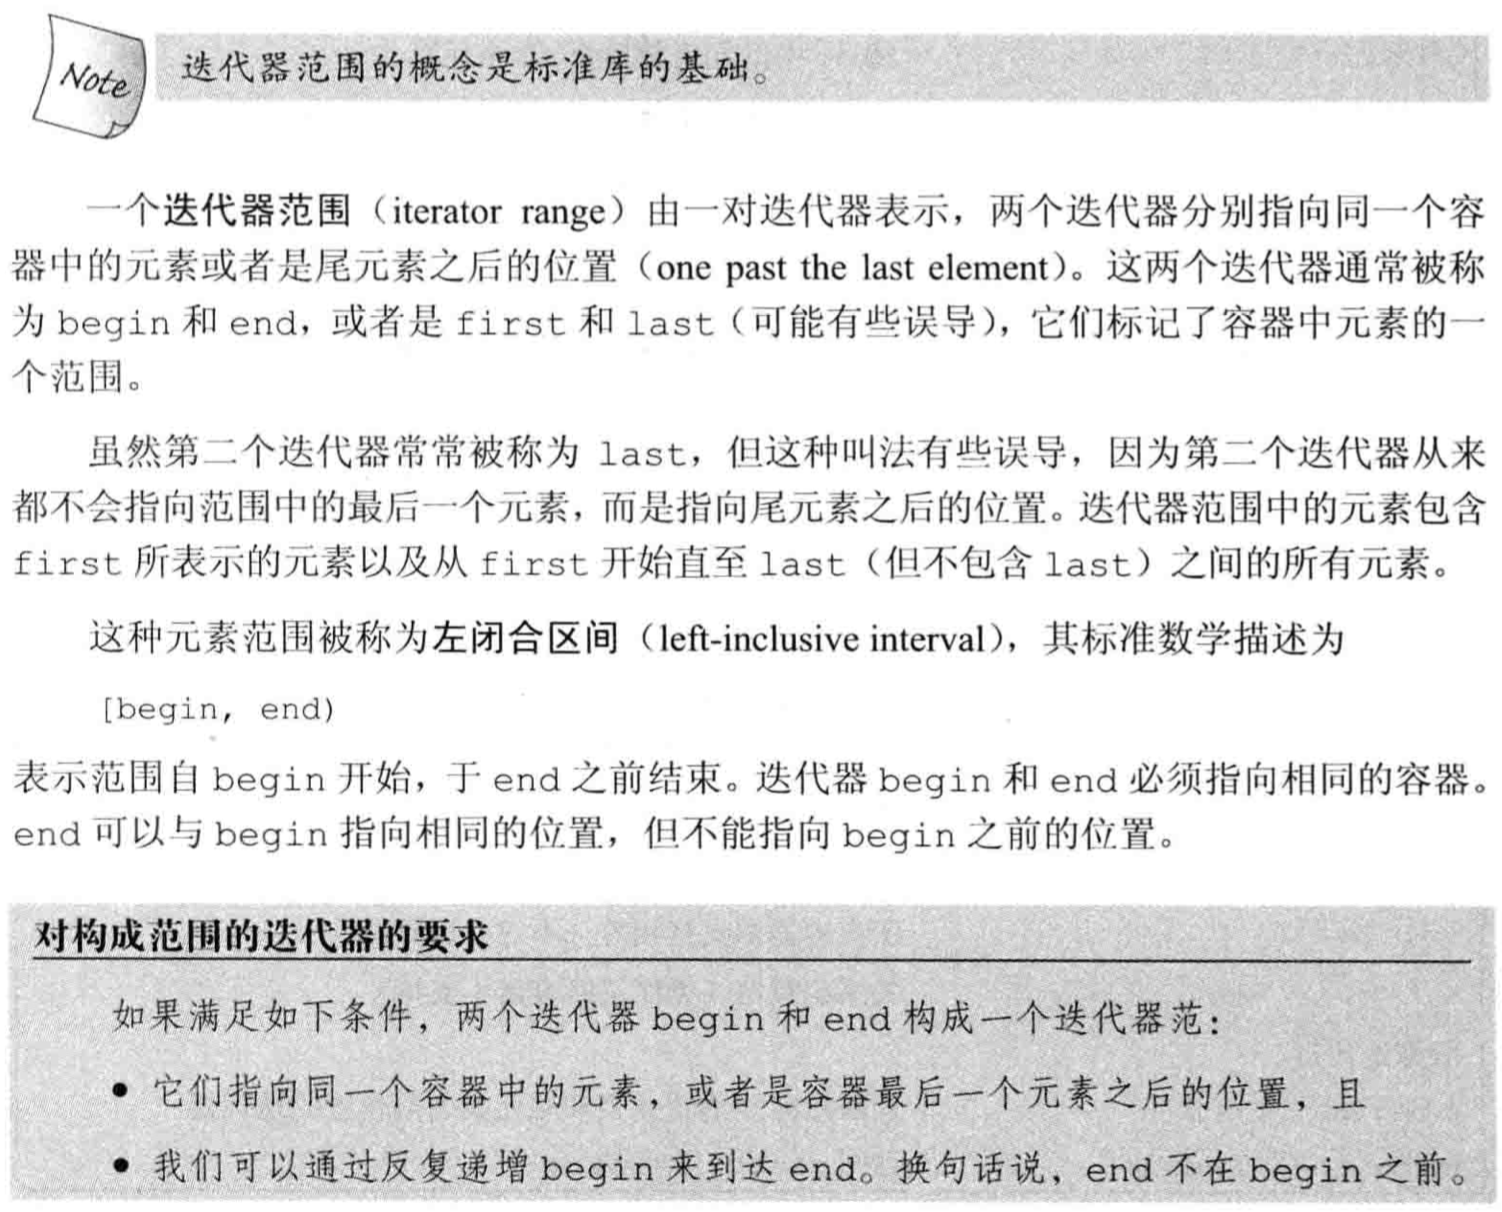 Note
迭代器范围的概念是标准库的基础。
一个迭代器范围（iterator range）由一对迭代器表示，两个迭代器分别指向同一个容
器中的元素或者是尾元素之后的位置（one past the last element）。这两个迭代器通常被称
为 begin 和 end，或者是 first 和 last（可能有些误导），它们标记了容器中元素的一
个范围。
虽然第二个迭代器常常被称为 last，但这种叫法有些误导，因为第二个迭代器从来
都不会指向范围中的最后一个元素，而是指向尾元素之后的位置。迭代器范围中的元素包含
first 所表示的元素以及从 first 开始直至 last（但不包含 last）之间的所有元素。
这种元素范围被称为左闭合区间（left-inclusive interval），其标准数学描述为
[begin, end)
表示范围自 begin 开始，于 end 之前结束。迭代器 begin 和 end 必须指向相同的容器。
end 可以与 begin 指向相同的位置，但不能指向 begin 之前的位置。
对构成范围的迭代器的要求
如果满足如下条件，两个迭代器 begin 和 end 构成一个迭代器范：
● 它们指向同一个容器中的元素，或者是容器最后一个元素之后的位置，且
● 我们可以通过反复递增 begin 来到达 end。换句话说，end 不在 begin 之前。